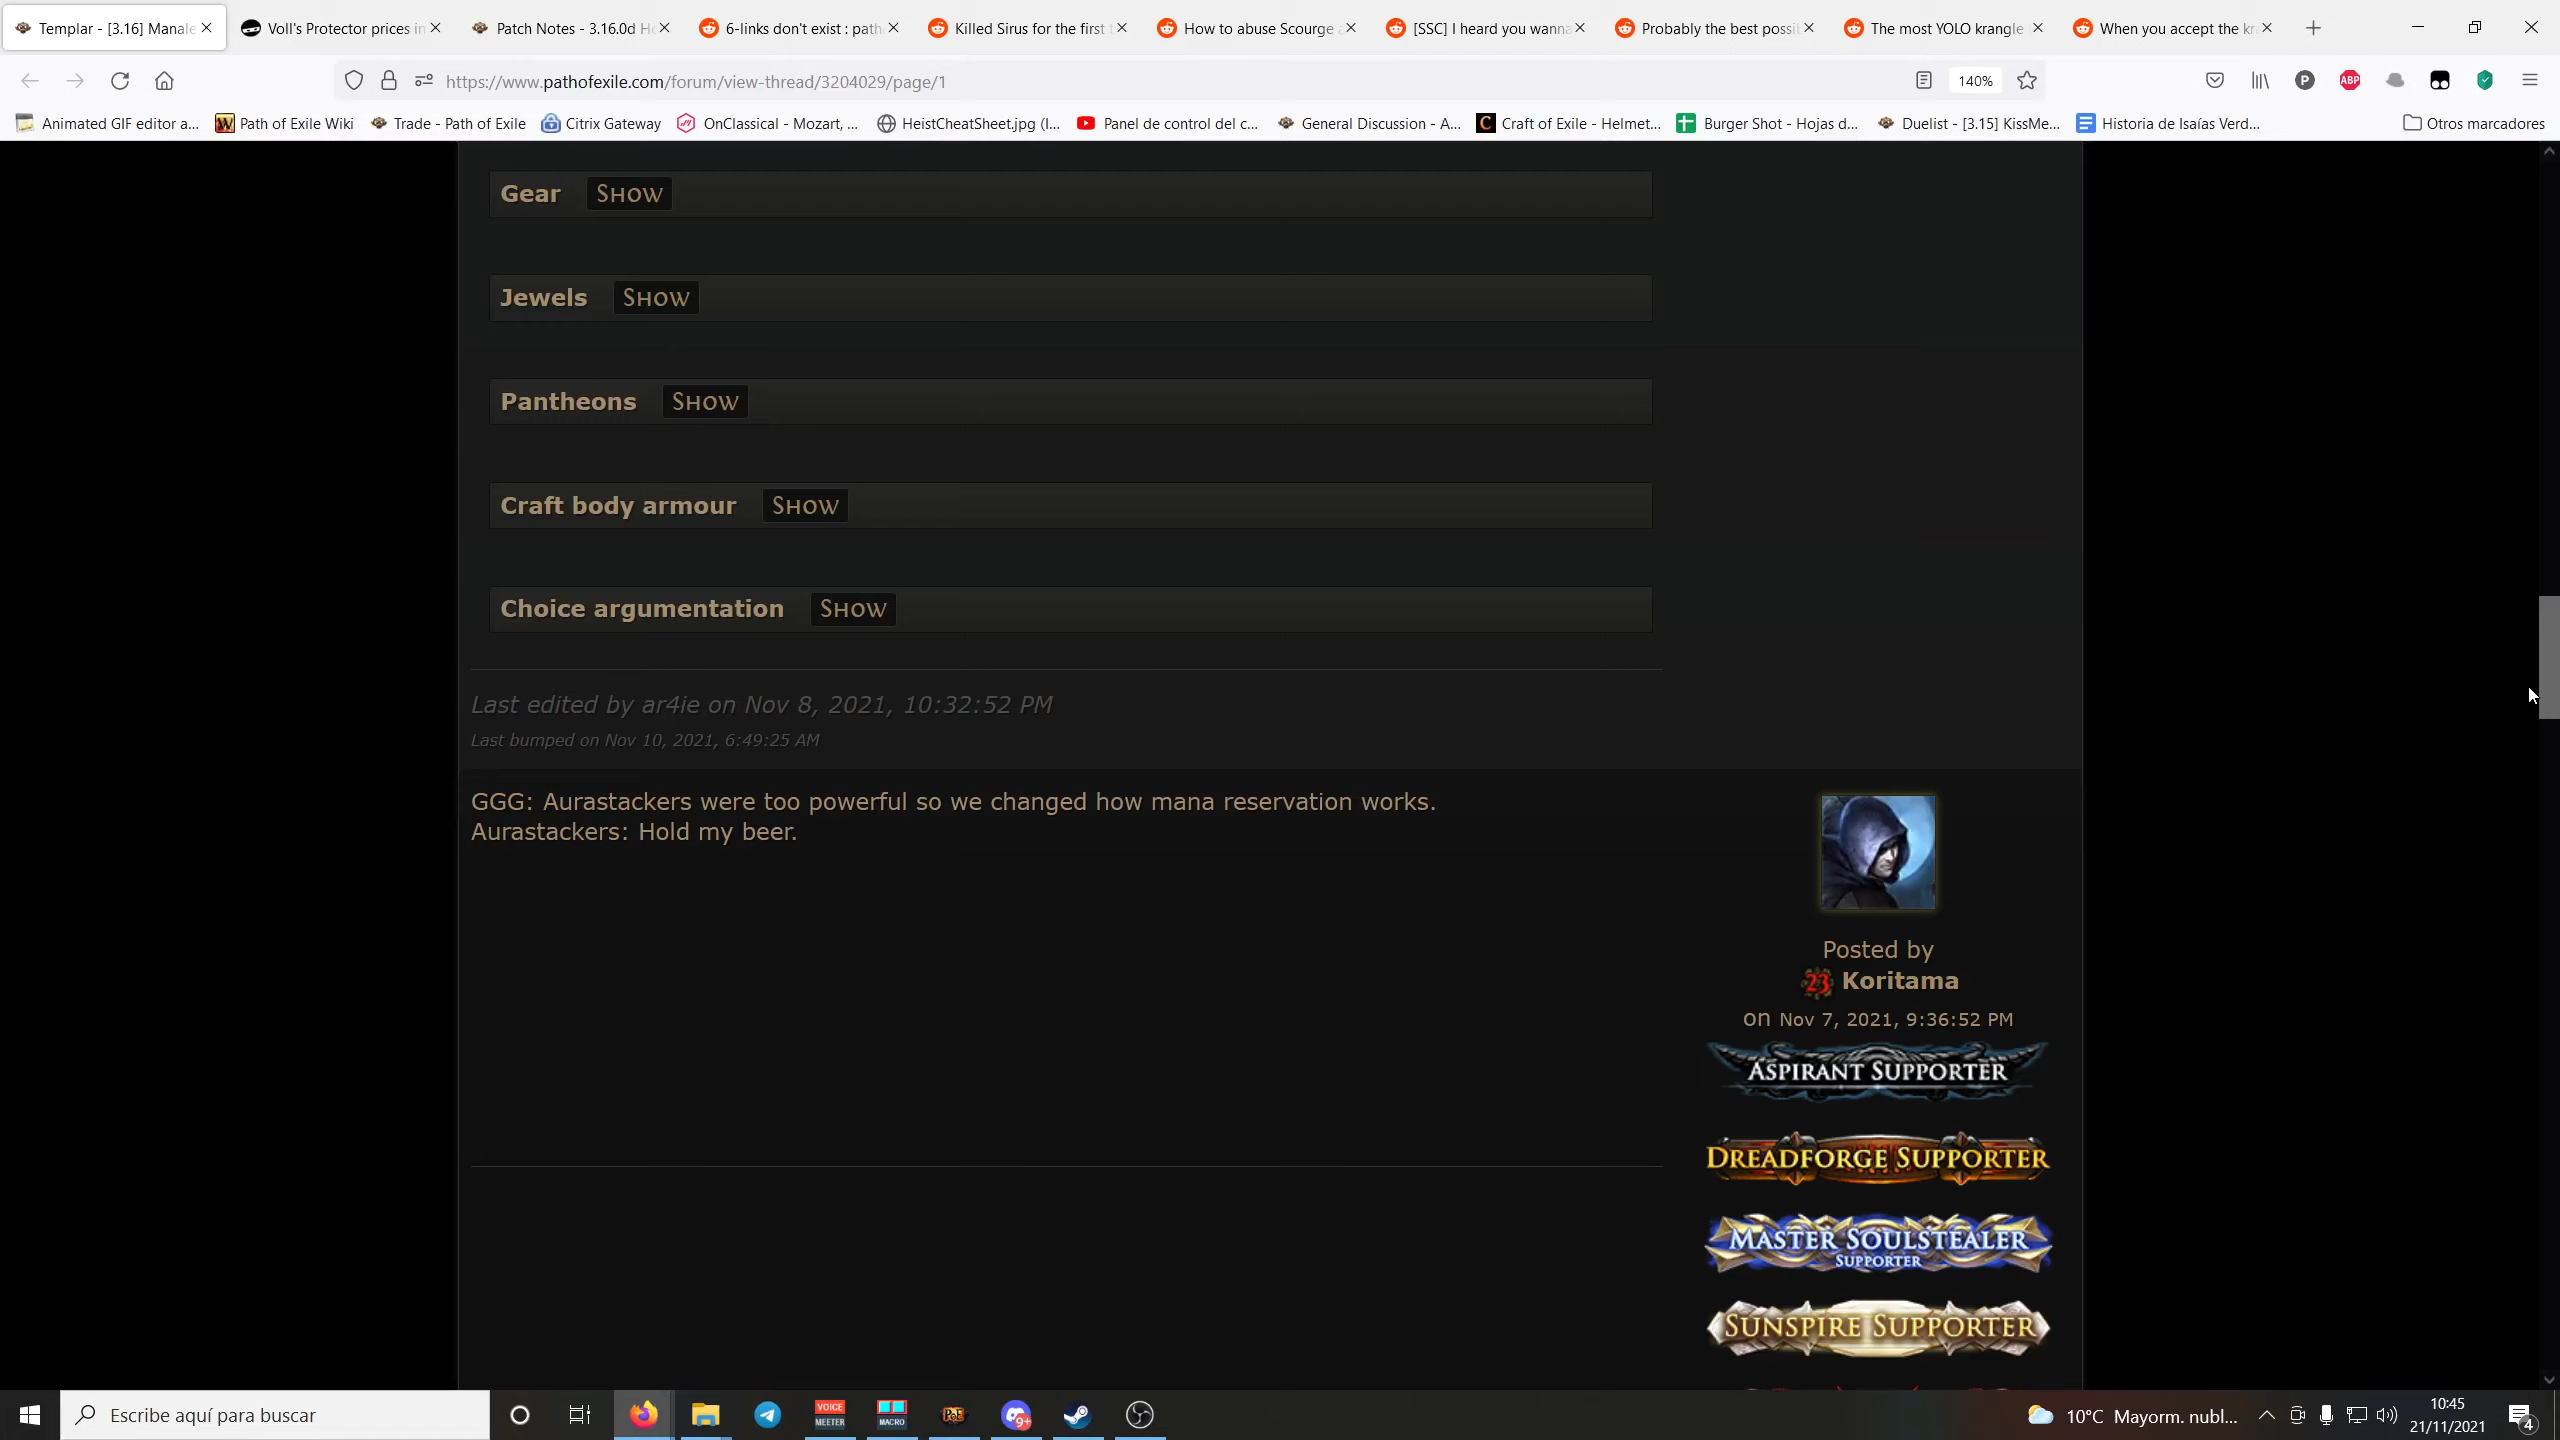 Templar - [3.16] Manale
Voll's Protector prices in
Patch Notes - 3.16.0d Ho
6-links don't exist : path
Killed Sirus for the first t
How to abuse Scourge a
[SSC] I heard you wanna
Probably the best possib
The most YOLO krangle
When you accept the kr
https://www.pathofexile.com/forum/view-thread/3204029/page/1
140%
P
ABP
Animated GIF editor a...
Path of Exile Wiki
Trade - Path of Exile
Citrix Gateway
OnClassical - Mozart, ...
HeistCheatSheet.jpg (I...
Panel de control del c...
General Discussion - A...
Craft of Exile - Helmet...
Burger Shot - Hojas d...
Duelist - [3.15] KissMe...
Historia de Isaías Verd...
Otros marcadores
Gear Show
Jewels Show
Pantheons Show
Craft body armour Show
Choice argumentation Show
Last edited by ar4ie on Nov 8, 2021, 10:32:52 PM
Last bumped on Nov 10, 2021, 6:49:25 AM
GGG: Aurastackers were too powerful so we changed how mana reservation works.
Aurastackers: Hold my beer.
Posted by
23 Koritama
on Nov 7, 2021, 9:36:52 PM
ASPIRANT SUPPORTER
DREADFORGE SUPPORTER
MASTER SOULSTEALER
SUPPORTER
SUNSPIRE SUPPORTER
Escribe aquí para buscar
VOICE
MEETER
MACRO
PoE
9+
10°C Mayorm. nubl...
10:45
21/11/2021
4